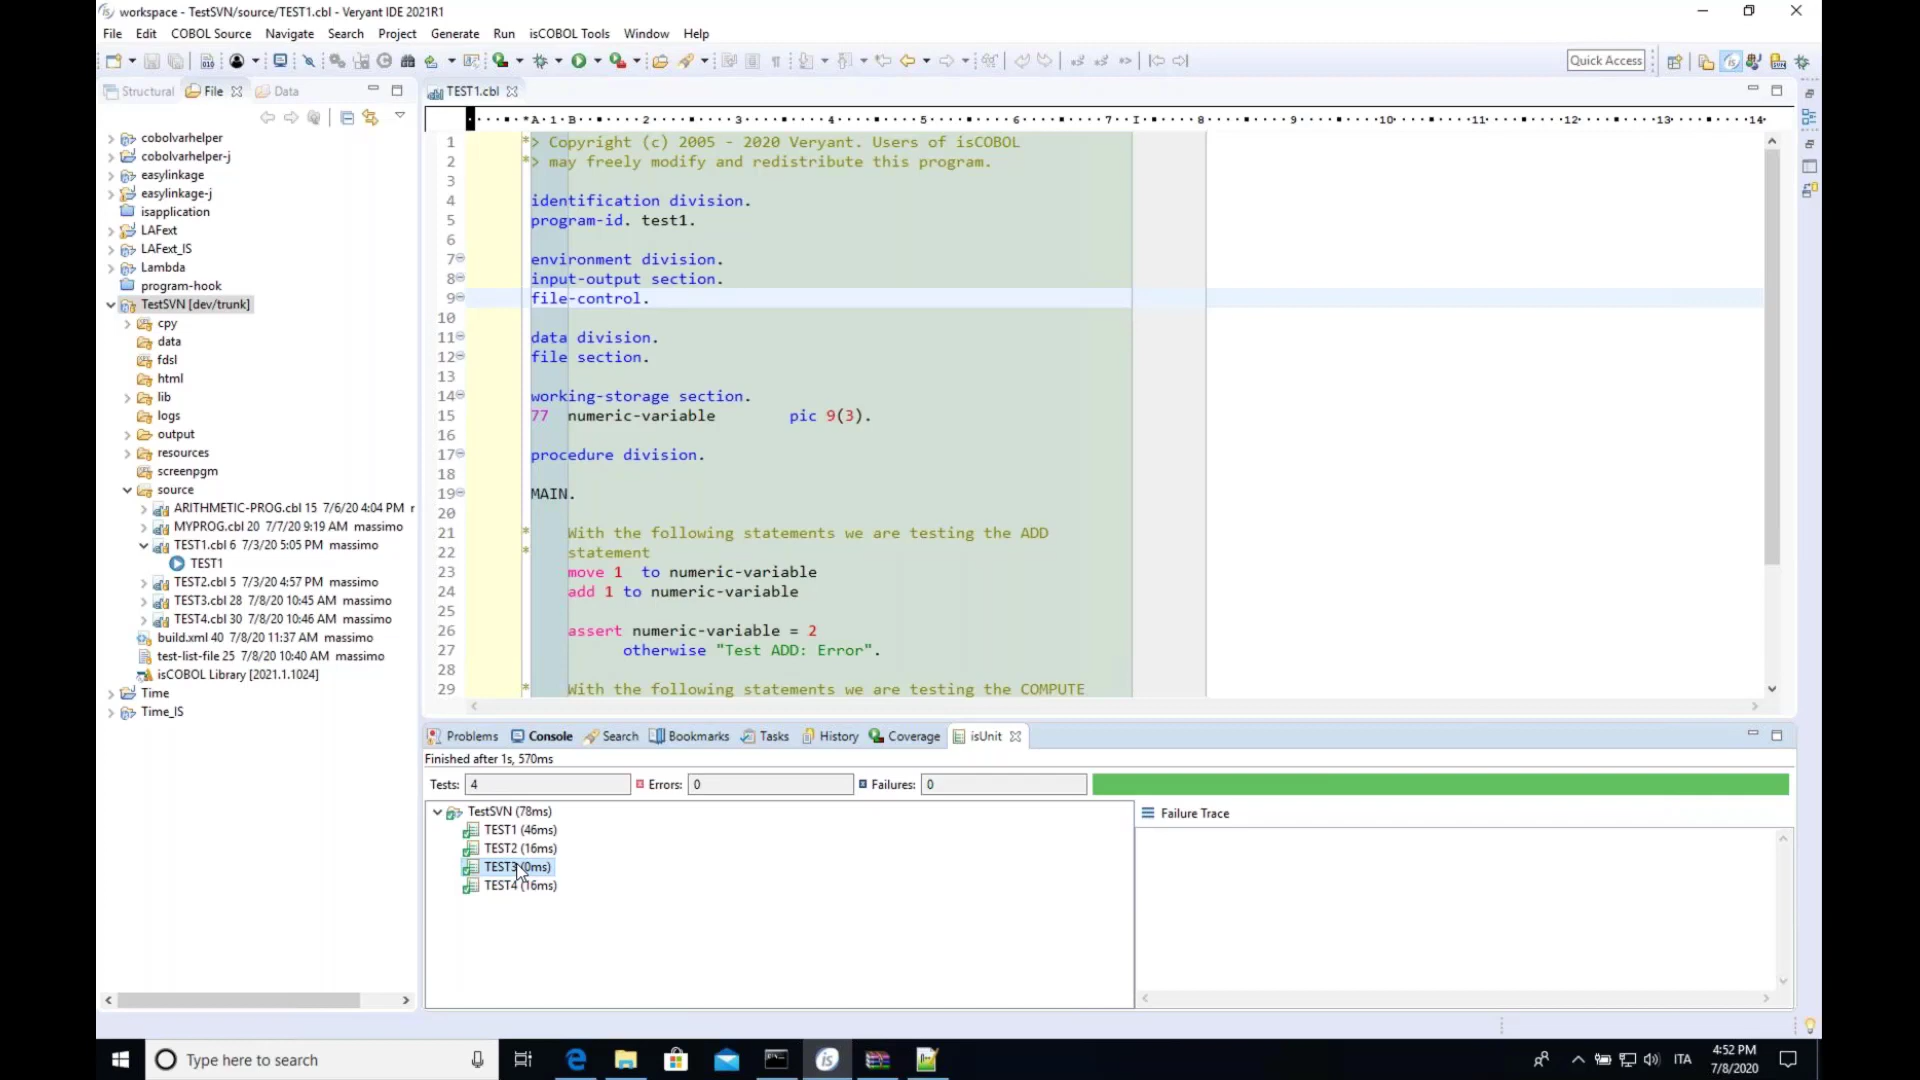 workspace - TestSVN/source/TEST1.cbl - Veryant IDE 2021R1
File Edit COBOL Source Navigate Search Project Generate Run isCOBOL Tools Window Help
Quick Access
Structural File Data
cobolvarhelper
cobolvarhelper-j
easylinkage
easylinkage-j
isapplication
LAFext
LAFext_IS
Lambda
program-hook
TestSVN [dev/trunk]
cpy
data
fdsl
html
lib
logs
output
resources
screenpgm
source
ARITHMETIC-PROG.cbl 15 7/6/20 4:04 PM r
MYPROG.cbl 20 7/7/20 9:19 AM massimo
TEST1.cbl 6 7/3/20 5:05 PM massimo
TEST1
TEST2.cbl 5 7/3/20 4:57 PM massimo
TEST3.cbl 28 7/8/20 10:45 AM massimo
TEST4.cbl 30 7/8/20 10:46 AM massimo
build.xml 40 7/8/20 11:37 AM massimo
test-list-file 25 7/8/20 10:40 AM massimo
isCOBOL Library [2021.1.1024]
Time
Time_IS
TEST1.cbl
1 *> Copyright (c) 2005 - 2020 Veryant. Users of isCOBOL
2 *> may freely modify and redistribute this program.
3
4 identification division.
5 program-id. test1.
6
7 environment division.
8 input-output section.
9 file-control.
10
11 data division.
12 file section.
13
14 working-storage section.
15 77 numeric-variable pic 9(3).
16
17 procedure division.
18
19 MAIN.
20
21 * With the following statements we are testing the ADD
22 * statement
23 move 1 to numeric-variable
24 add 1 to numeric-variable
25
26 assert numeric-variable = 2
27 otherwise "Test ADD: Error".
28
29 * With the following statements we are testing the COMPUTE
Problems Console Search Bookmarks Tasks History Coverage isUnit
Finished after 1s, 570ms
Tests: 4 Errors: 0 Failures: 0
TestSVN (78ms)
TEST1 (46ms)
TEST2 (16ms)
TEST3 (0ms)
TEST4 (16ms)
Failure Trace
Type here to search
ITA
4:52 PM
7/8/2020